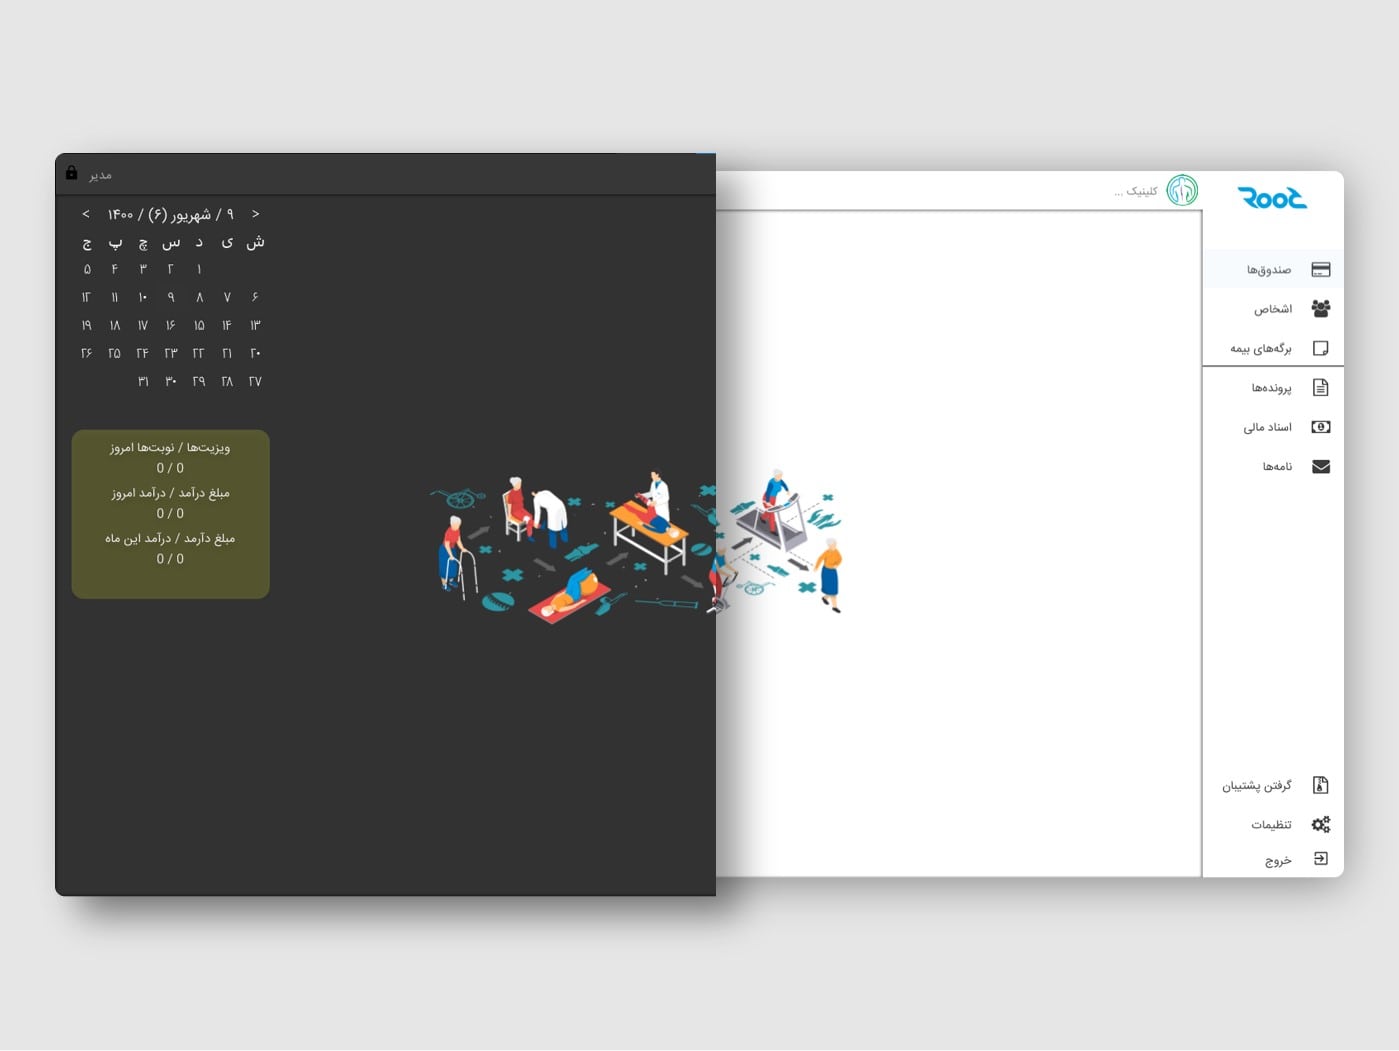 مدیر
< ۹ / شهریور (۶) / ۱۴۰۰ >
ش ی د س چ پ ج
۱ ۲ ۳ ۴ ۵
۶ ۷ ۸ ۹ ۱۰ ۱۱ ۱۲
۱۳ ۱۴ ۱۵ ۱۶ ۱۷ ۱۸ ۱۹
۲۰ ۲۱ ۲۲ ۲۳ ۲۴ ۲۵ ۲۶
۲۷ ۲۸ ۲۹ ۳۰ ۳۱
ویزیت‌ها / نوبت‌ها امروز
0 / 0
مبلغ درآمد / درآمد امروز
0 / 0
مبلغ دآرمد / درآمد این ماه
0 / 0
کلینیک ...
صندوق‌ها
اشخاص
برگه‌های بیمه
پرونده‌ها
اسناد مالی
نامه‌ها
گرفتن پشتیبان
تنظیمات
خروج